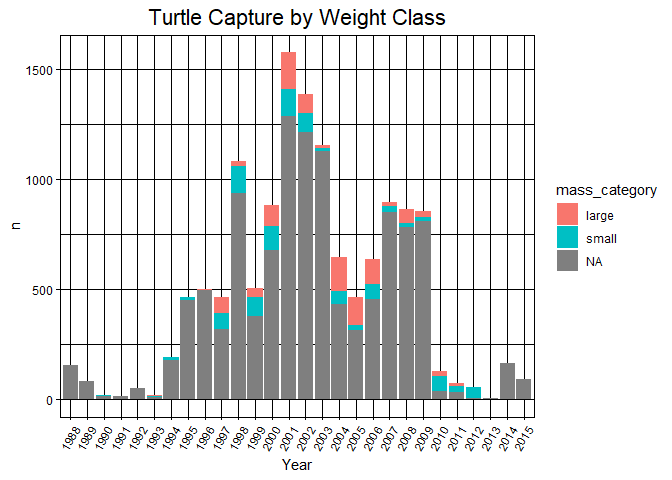 Turtle Capture by Weight Class
1500
1000
500
0
n
1988 1989 1990 1991 1992 1993 1994 1995 1996 1997 1998 1999 2000 2001 2002 2003 2004 2005 2006 2007 2008 2009 2010 2011 2012 2013 2014 2015
Year
mass_category
large
small
NA